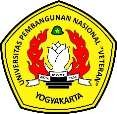 UNIVERSITAS PEMBANGUNAN NASIONAL "VETERAN"
YOGYAKARTA